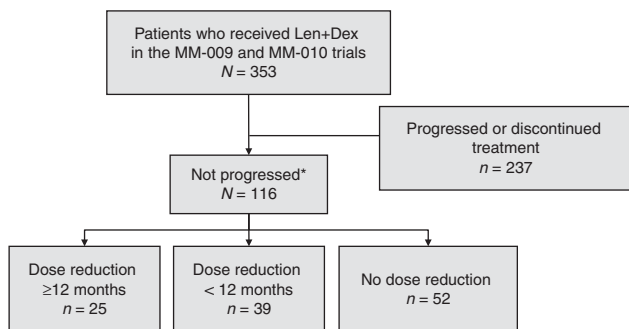 Patients who received Len+Dex
in the MM-009 and MM-010 trials
N = 353
Progressed or discontinued
treatment
n = 237
Not progressed*
N = 116
Dose reduction
≥12 months
n = 25
Dose reduction
< 12 months
n = 39
No dose reduction
n = 52